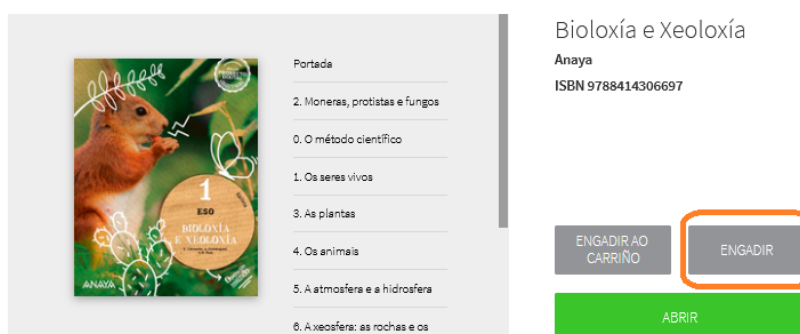 Portada
2. Moneras, protistas e fungos
0. O método científico
1. Os seres vivos
3. As plantas
4. Os animais
5. A atmosfera e a hidrosfera
6. A xeosfera: as rochas e os
1
ESO
BIOLOXÍA
E XEOLOXÍA
ANAYA
Bioloxía e Xeoloxía
Anaya
ISBN 9788414306697
ENGADIR AO
CARRIÑO
ENGADIR
ABRIR